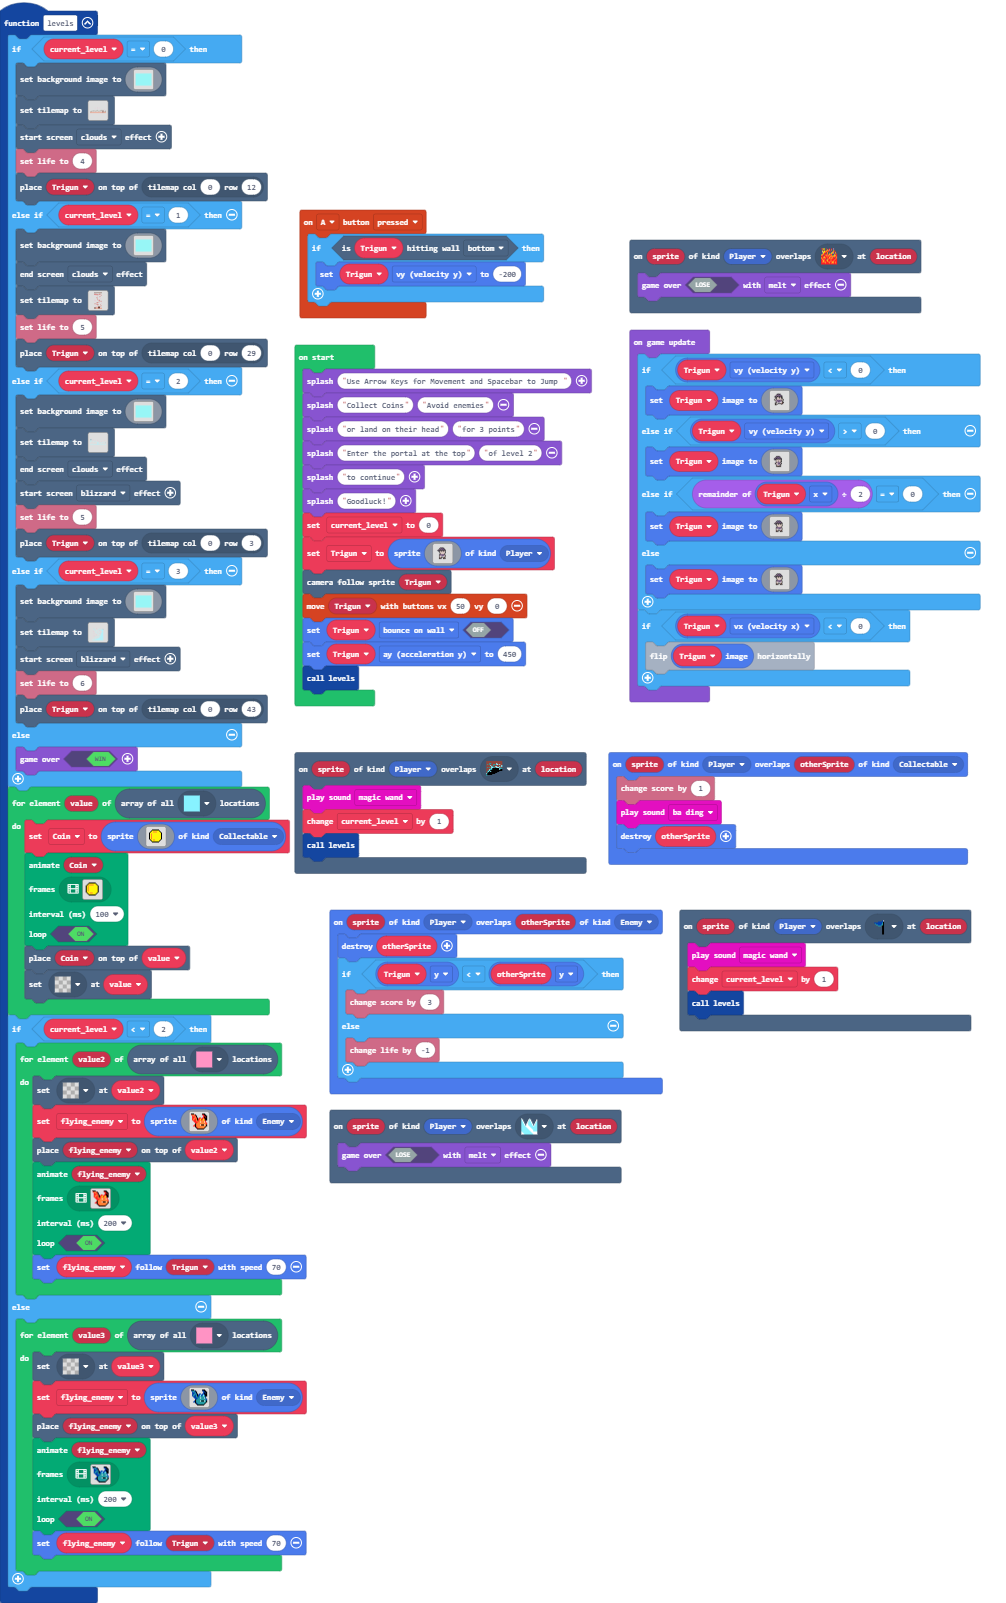 function levels
if current_level = 0 then
set background image to
set tilemap to
start screen clouds effect
set life to 4
place Trigun on top of tilemap col 0 row 12
else if current_level = 1 then
set background image to
end screen clouds effect
set tilemap to
set life to 5
place Trigun on top of tilemap col 0 row 29
else if current_level = 2 then
set background image to
set tilemap to
end screen clouds effect
start screen blizzard effect
set life to 5
place Trigun on top of tilemap col 0 row 3
else if current_level = 3 then
set background image to
set tilemap to
start screen blizzard effect
set life to 6
place Trigun on top of tilemap col 0 row 43
else
game over WIN
for element value of array of all locations
do
set Coin to sprite of kind Collectable
animate Coin
frames
interval (ms) 100
loop ON
place Coin on top of value
set at value
if current_level < 2 then
for element value2 of array of all locations
do
set at value2
set flying_enemy to sprite of kind Enemy
place flying_enemy on top of value2
animate flying_enemy
frames
interval (ms) 200
loop ON
set flying_enemy follow Trigun with speed 70
else
for element value3 of array of all locations
do
set at value3
set flying_enemy to sprite of kind Enemy
place flying_enemy on top of value3
animate flying_enemy
frames
interval (ms) 200
loop ON
set flying_enemy follow Trigun with speed 70
on A button pressed
if is Trigun hitting wall bottom then
set Trigun vy (velocity y) to -200
on start
splash "Use Arrow Keys for Movement and Spacebar to Jump "
splash "Collect Coins" "Avoid enemies"
splash "or land on their head" "for 3 points"
splash "Enter the portal at the top" "of level 2"
splash "to continue"
splash "Goodluck!"
set current_level to 0
set Trigun to sprite of kind Player
camera follow sprite Trigun
move Trigun with buttons vx 50 vy 0
set Trigun bounce on wall OFF
set Trigun ay (acceleration y) to 450
call levels
on sprite of kind Player overlaps at location
game over LOSE with melt effect
on game update
if Trigun vy (velocity y) < 0 then
set Trigun image to
else if Trigun vy (velocity y) > 0 then
set Trigun image to
else if remainder of Trigun x ÷ 2 = 0 then
set Trigun image to
else
set Trigun image to
if Trigun vx (velocity x) < 0 then
flip Trigun image horizontally
on sprite of kind Player overlaps at location
play sound magic wand
change current_level by 1
call levels
on sprite of kind Player overlaps otherSprite of kind Collectable
change score by 1
play sound ba ding
destroy otherSprite
on sprite of kind Player overlaps otherSprite of kind Enemy
destroy otherSprite
if Trigun y < otherSprite y then
change score by 3
else
change life by -1
on sprite of kind Player overlaps at location
play sound magic wand
change current_level by 1
call levels
on sprite of kind Player overlaps at location
game over LOSE with melt effect